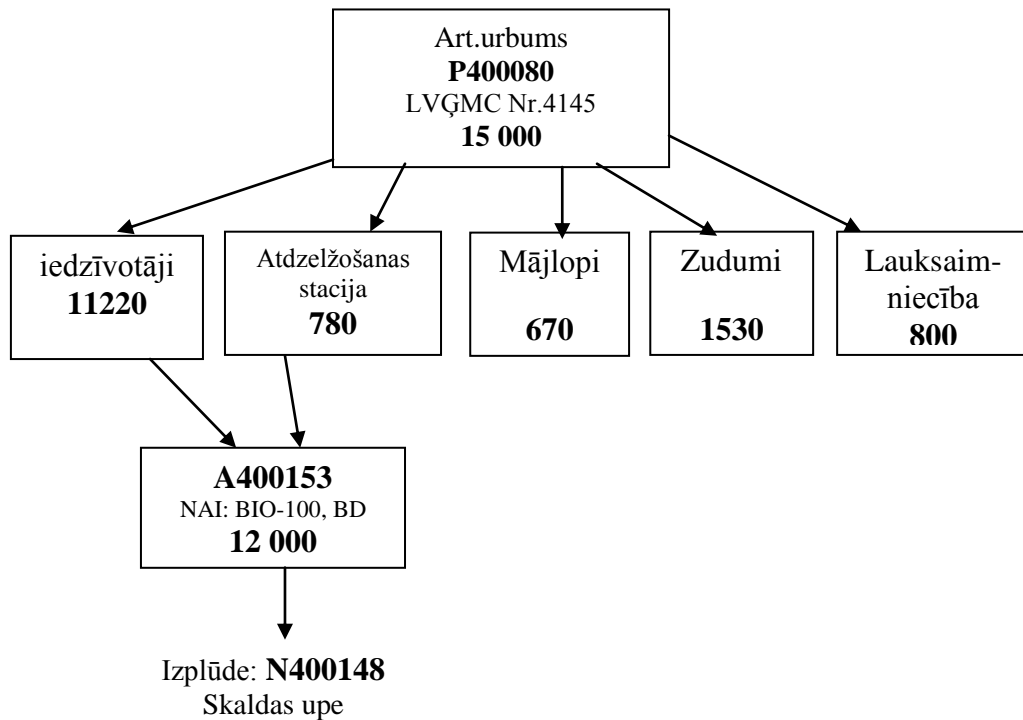 Art.urbums
P400080
LVĢMC Nr.4145
15 000
iedzīvotāji
11220
Atdzelžošanas
stacija
780
Mājlopi
670
Zudumi
1530
Lauksaim-
niecība
800
A400153
NAI: BIO-100, BD
12 000
Izplūde: N400148
Skaldas upe